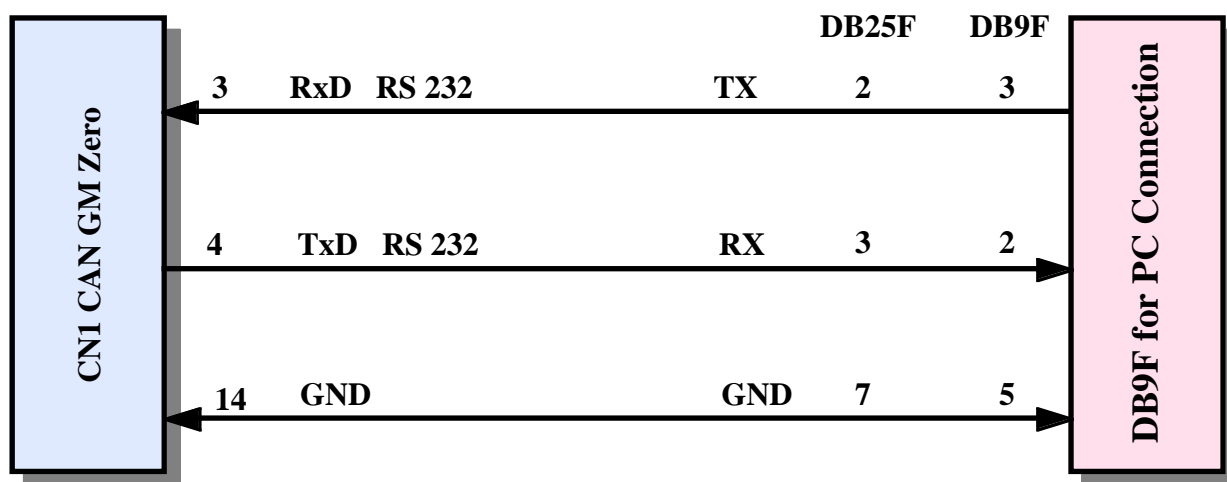 DB25F DB9F
3 RxD RS 232 TX 2 3
4 TxD RS 232 RX 3 2
14 GND GND 7 5
CN1 CAN GM Zero
DB9F for PC Connection